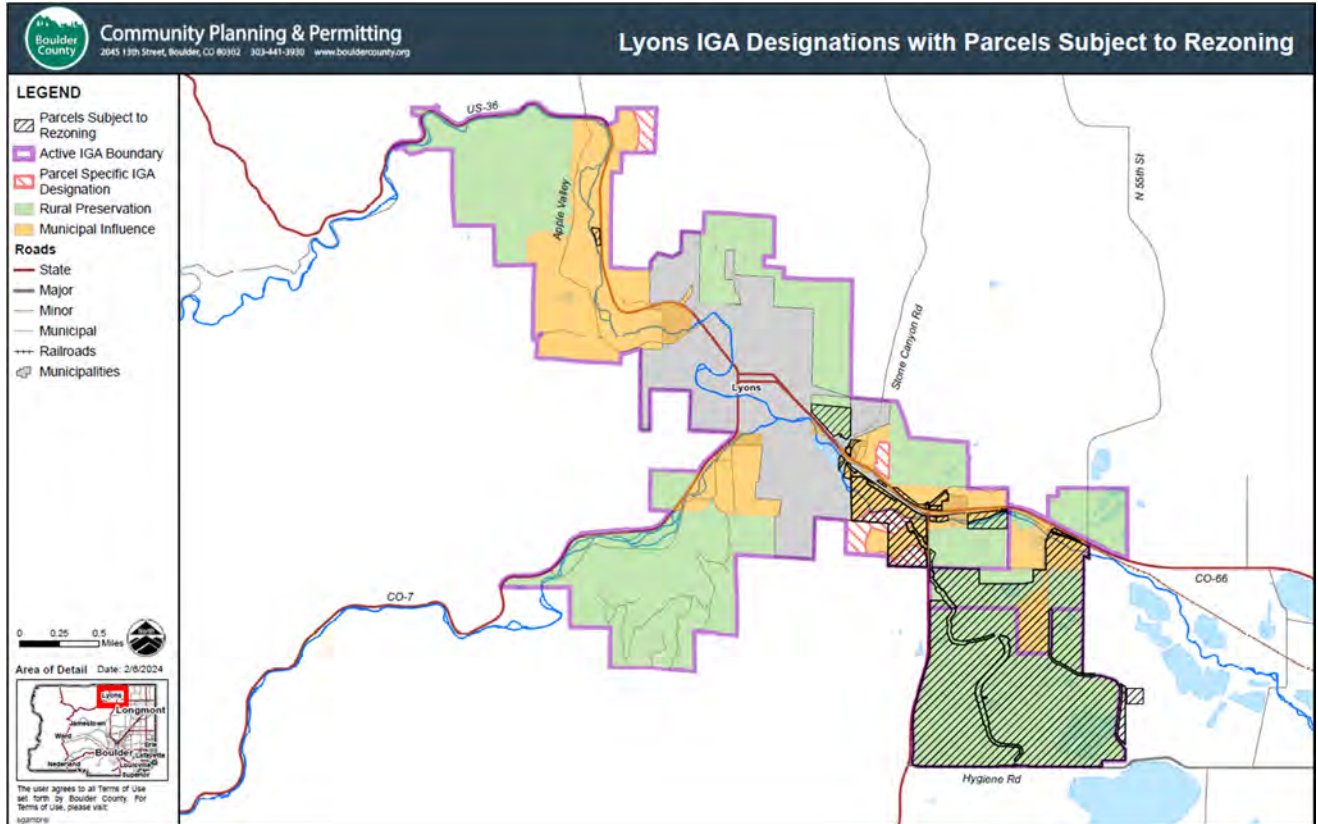 Boulder
County
Community Planning & Permitting
2045 13th Street, Boulder, CO 80302 303-441-3930 www.bouldercounty.org
Lyons IGA Designations with Parcels Subject to Rezoning
LEGEND
Parcels Subject to
Rezoning
Active IGA Boundary
Parcel Specific IGA
Designation
Rural Preservation
Municipal Influence
Roads
State
Major
Minor
Municipal
Railroads
Municipalities
US-36
Apple Valley
N 55th St
Stone Canyon Rd
Lyons
CO-66
CO-7
Hygiene Rd
0 0.25 0.5
Miles
Area of Detail Date: 2/6/2024
Lyons
Longmont
Jamestown
Ward
Boulder
Erie
Lafayette
Louisville
Nederland
Superior
The user agrees to all Terms of Use
set forth by Boulder County. For
Terms of Use, please visit: